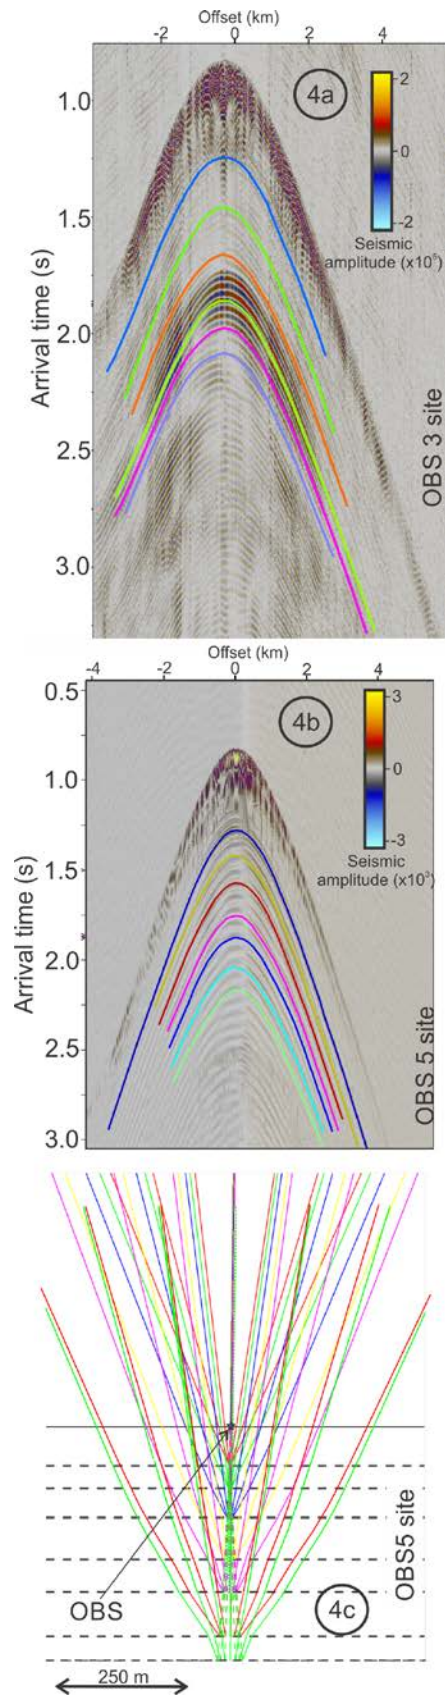 Offset (km)
-2 0 2 4
4a
2
0
-2
Seismic
amplitude (x10⁵)
1.0
1.5
2.0
2.5
3.0
Arrival time (s)
OBS 3 site
Offset (km)
-4 -2 0 2 4
4b
3
0
-3
Seismic
amplitude (x10³)
0.5
1.0
1.5
2.0
2.5
3.0
Arrival time (s)
OBS 5 site
OBS5 site
OBS
4c
250 m